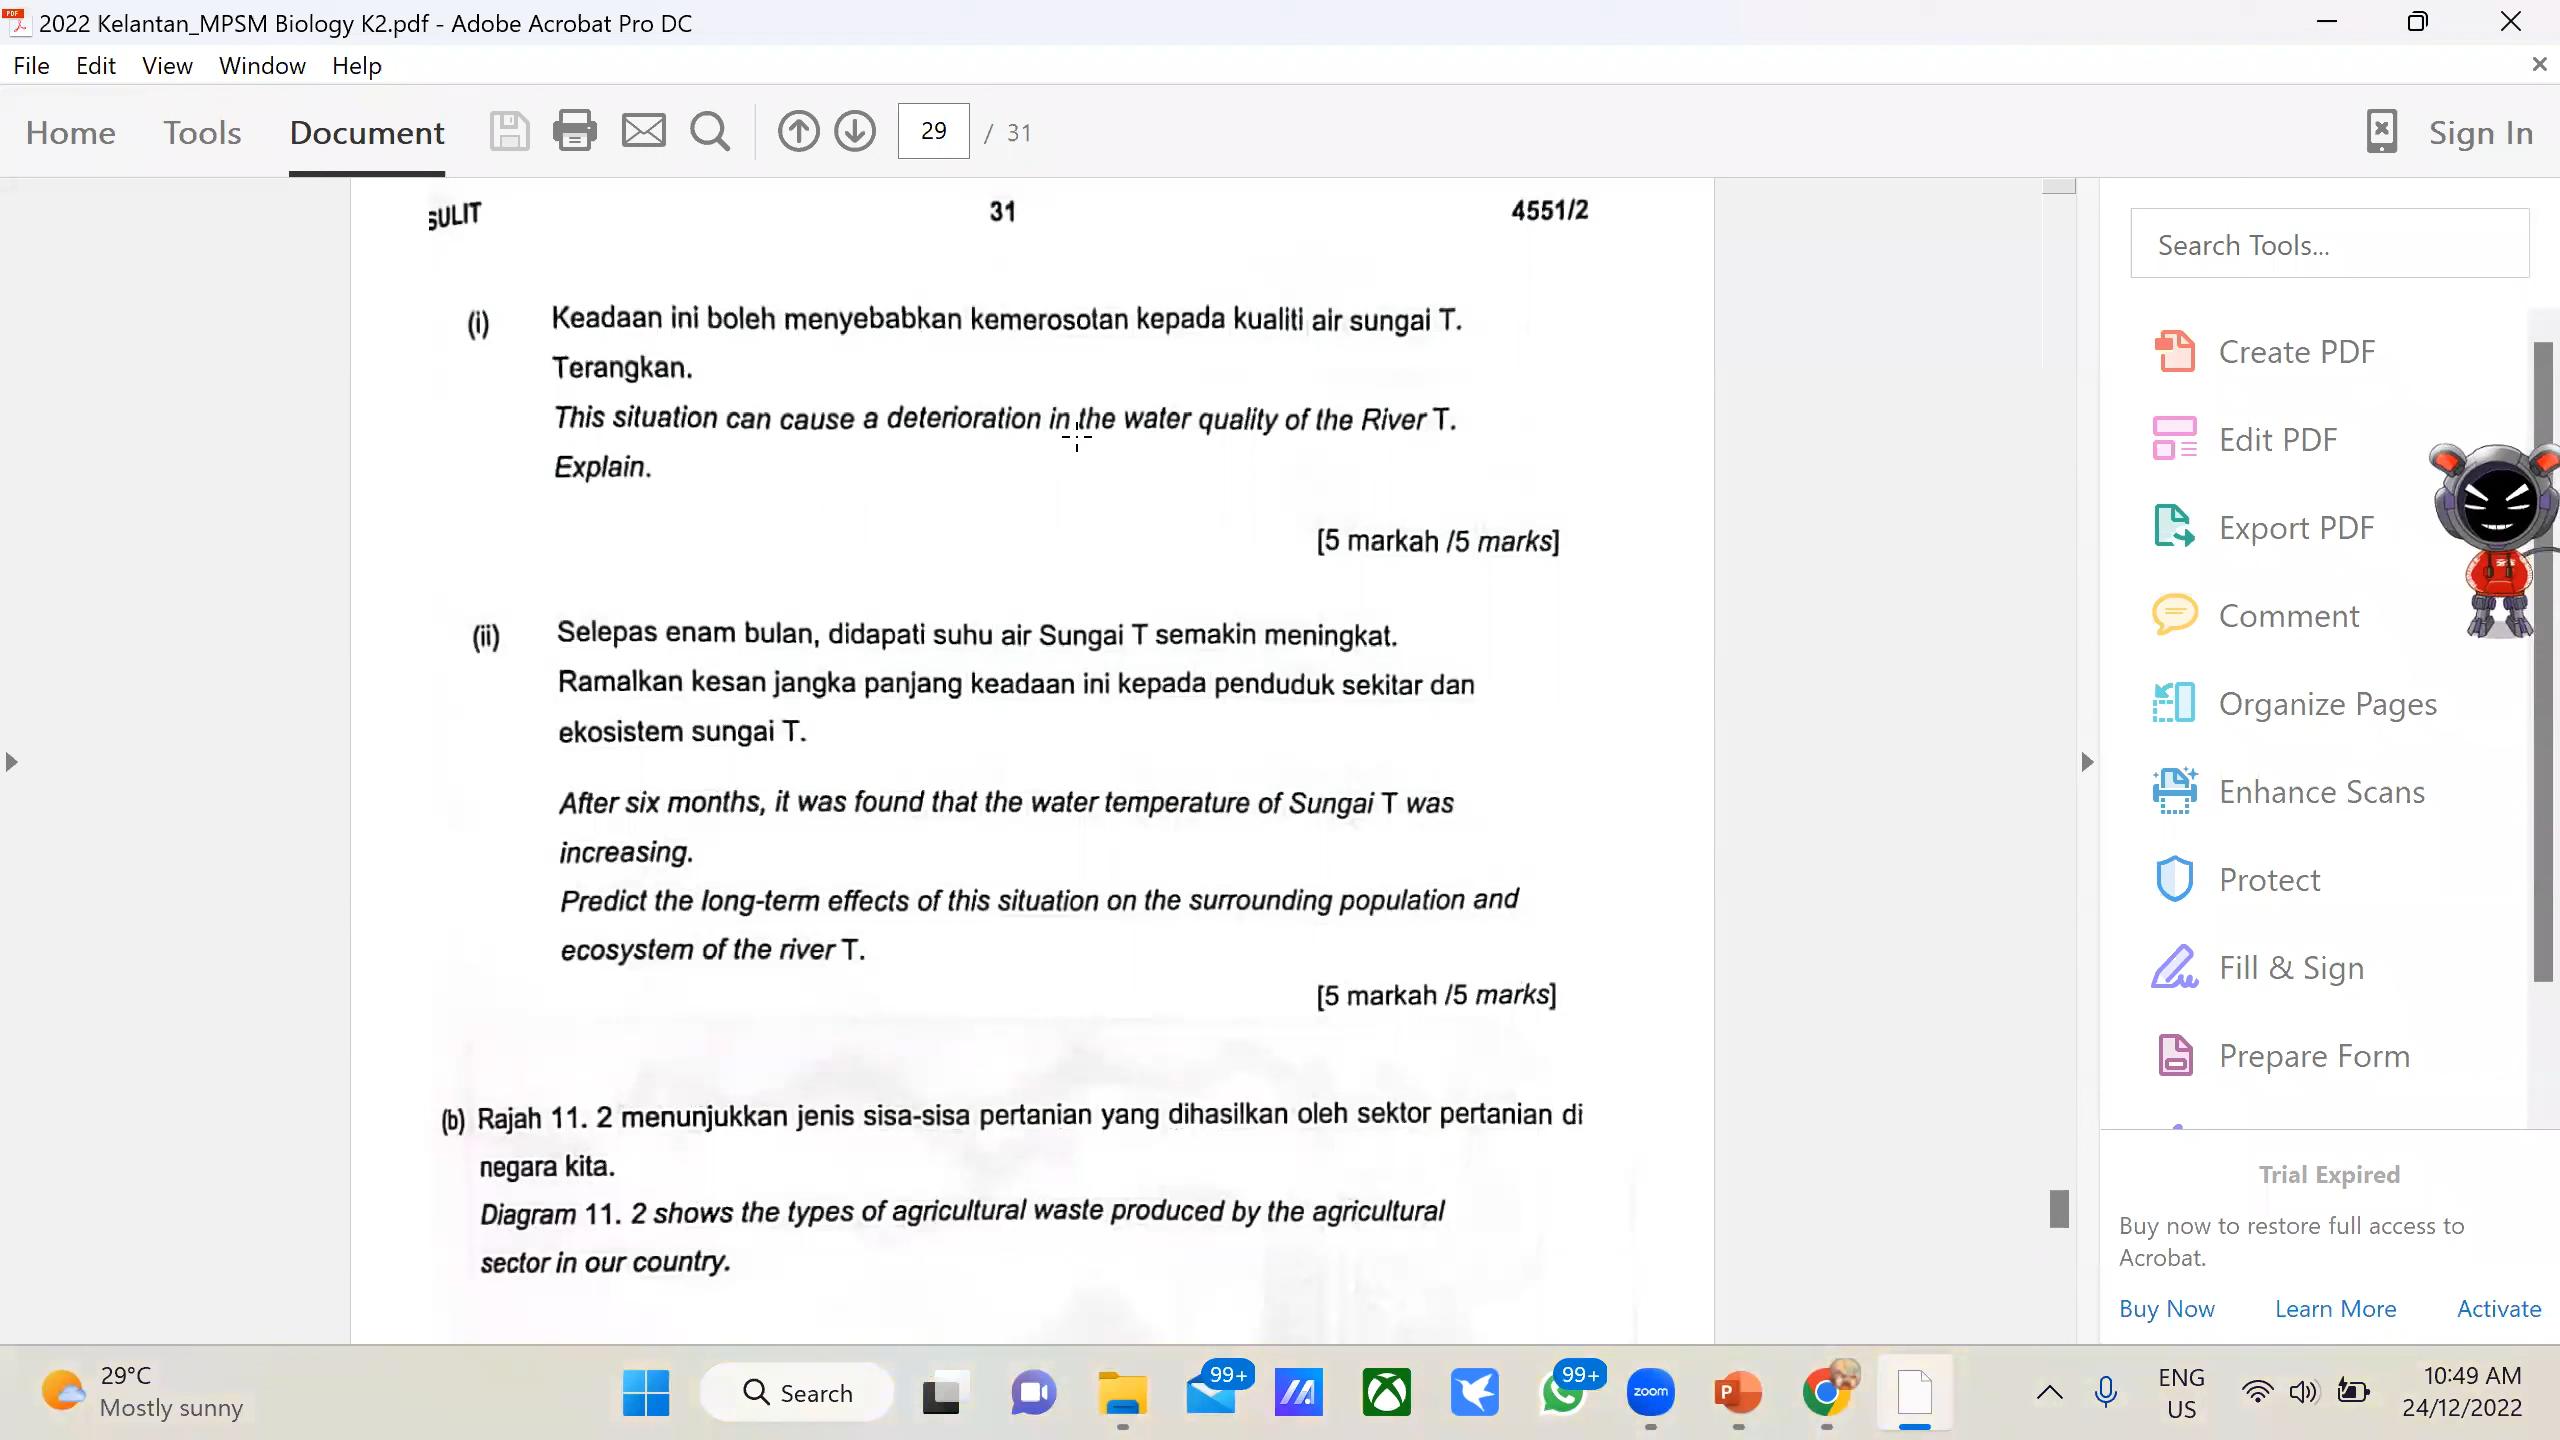 2022 Kelantan_MPSM Biology K2.pdf - Adobe Acrobat Pro DC
File Edit View Window Help
Home Tools Document 29 / 31 Sign In
SULIT 31 4551/2
(i) Keadaan ini boleh menyebabkan kemerosotan kepada kualiti air sungai T.
Terangkan.
This situation can cause a deterioration in the water quality of the River T.
Explain.
[5 markah /5 marks]
(ii) Selepas enam bulan, didapati suhu air Sungai T semakin meningkat.
Ramalkan kesan jangka panjang keadaan ini kepada penduduk sekitar dan
ekosistem sungai T.
After six months, it was found that the water temperature of Sungai T was
increasing.
Predict the long-term effects of this situation on the surrounding population and
ecosystem of the river T.
[5 markah /5 marks]
(b) Rajah 11. 2 menunjukkan jenis sisa-sisa pertanian yang dihasilkan oleh sektor pertanian di
negara kita.
Diagram 11. 2 shows the types of agricultural waste produced by the agricultural
sector in our country.
Search Tools...
Create PDF
Edit PDF
Export PDF
Comment
Organize Pages
Enhance Scans
Protect
Fill & Sign
Prepare Form
Trial Expired
Buy now to restore full access to
Acrobat.
Buy Now Learn More Activate
29°C
Mostly sunny
Search
99+
99+
zoom
ENG
US
10:49 AM
24/12/2022